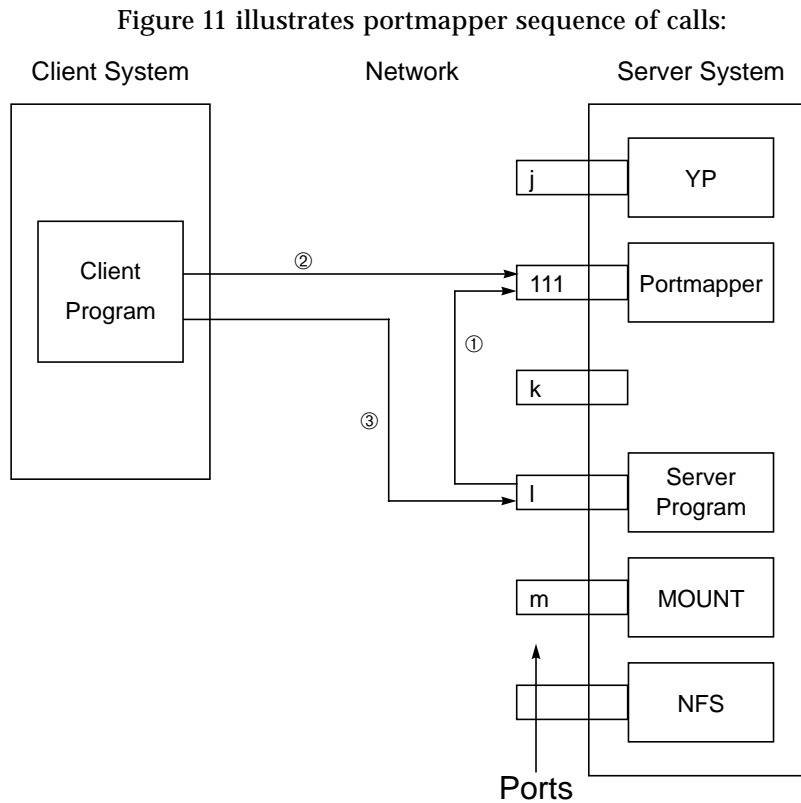 Figure 11 illustrates portmapper sequence of calls:
Client System
Network
Server System
j
YP
②
Client
Program
111
Portmapper
①
k
③
l
Server
Program
m
MOUNT
NFS
Ports